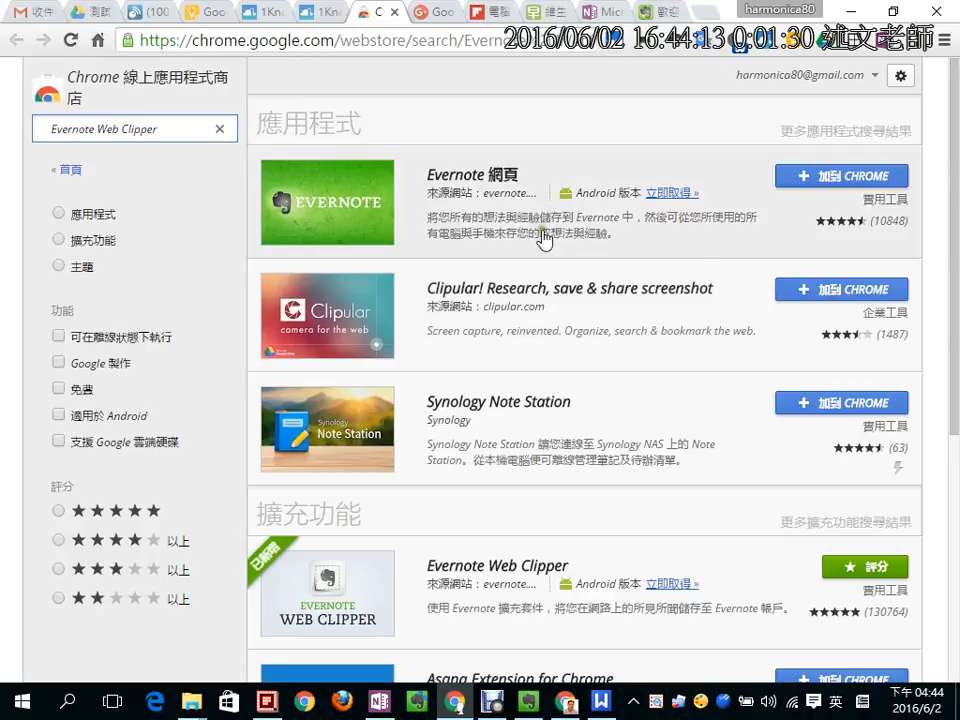 收件
測試
(100
Goo
1Kno
1Kno
C
Goo
電腦
維生
Micr
歡迎
harmonica80
https://chrome.google.com/webstore/search/Everno
2016/06/02 16:44:13 0:01:30 述文老師
Chrome 線上應用程式商店
harmonica80@gmail.com
Evernote Web Clipper
« 首頁
應用程式
擴充功能
主題
功能
可在離線狀態下執行
Google 製作
免費
適用於 Android
支援 Google 雲端硬碟
評分
以上
以上
以上
應用程式
更多應用程式搜尋結果
EVERNOTE
Evernote 網頁
來源網站：evernote....
Android 版本 立即取得 »
將您所有的想法與經驗儲存到 Evernote 中，然後可從您所使用的所
有電腦與手機來存您的想法與經驗。
+ 加到 CHROME
實用工具
(10848)
Clipular
camera for the web
Clipular! Research, save & share screenshot
來源網站：clipular.com
Screen capture, reinvented. Organize, search & bookmark the web.
+ 加到 CHROME
企業工具
(1487)
Synology
Note Station
Synology Note Station
Synology
Synology Note Station 讓您連線至 Synology NAS 上的 Note
Station。從本機電腦便可離線管理筆記及待辦清單。
+ 加到 CHROME
實用工具
(63)
擴充功能
更多擴充功能搜尋結果
已新增
EVERNOTE
WEB CLIPPER
Evernote Web Clipper
來源網站：evernote....
Android 版本 立即取得 »
使用 Evernote 擴充套件，將您在網路上的所見所聞儲存至 Evernote 帳戶。
★ 評分
實用工具
(130764)
Asana Extension for Chrome
+ 加到 CHROME
英
下午 04:44
2016/6/2